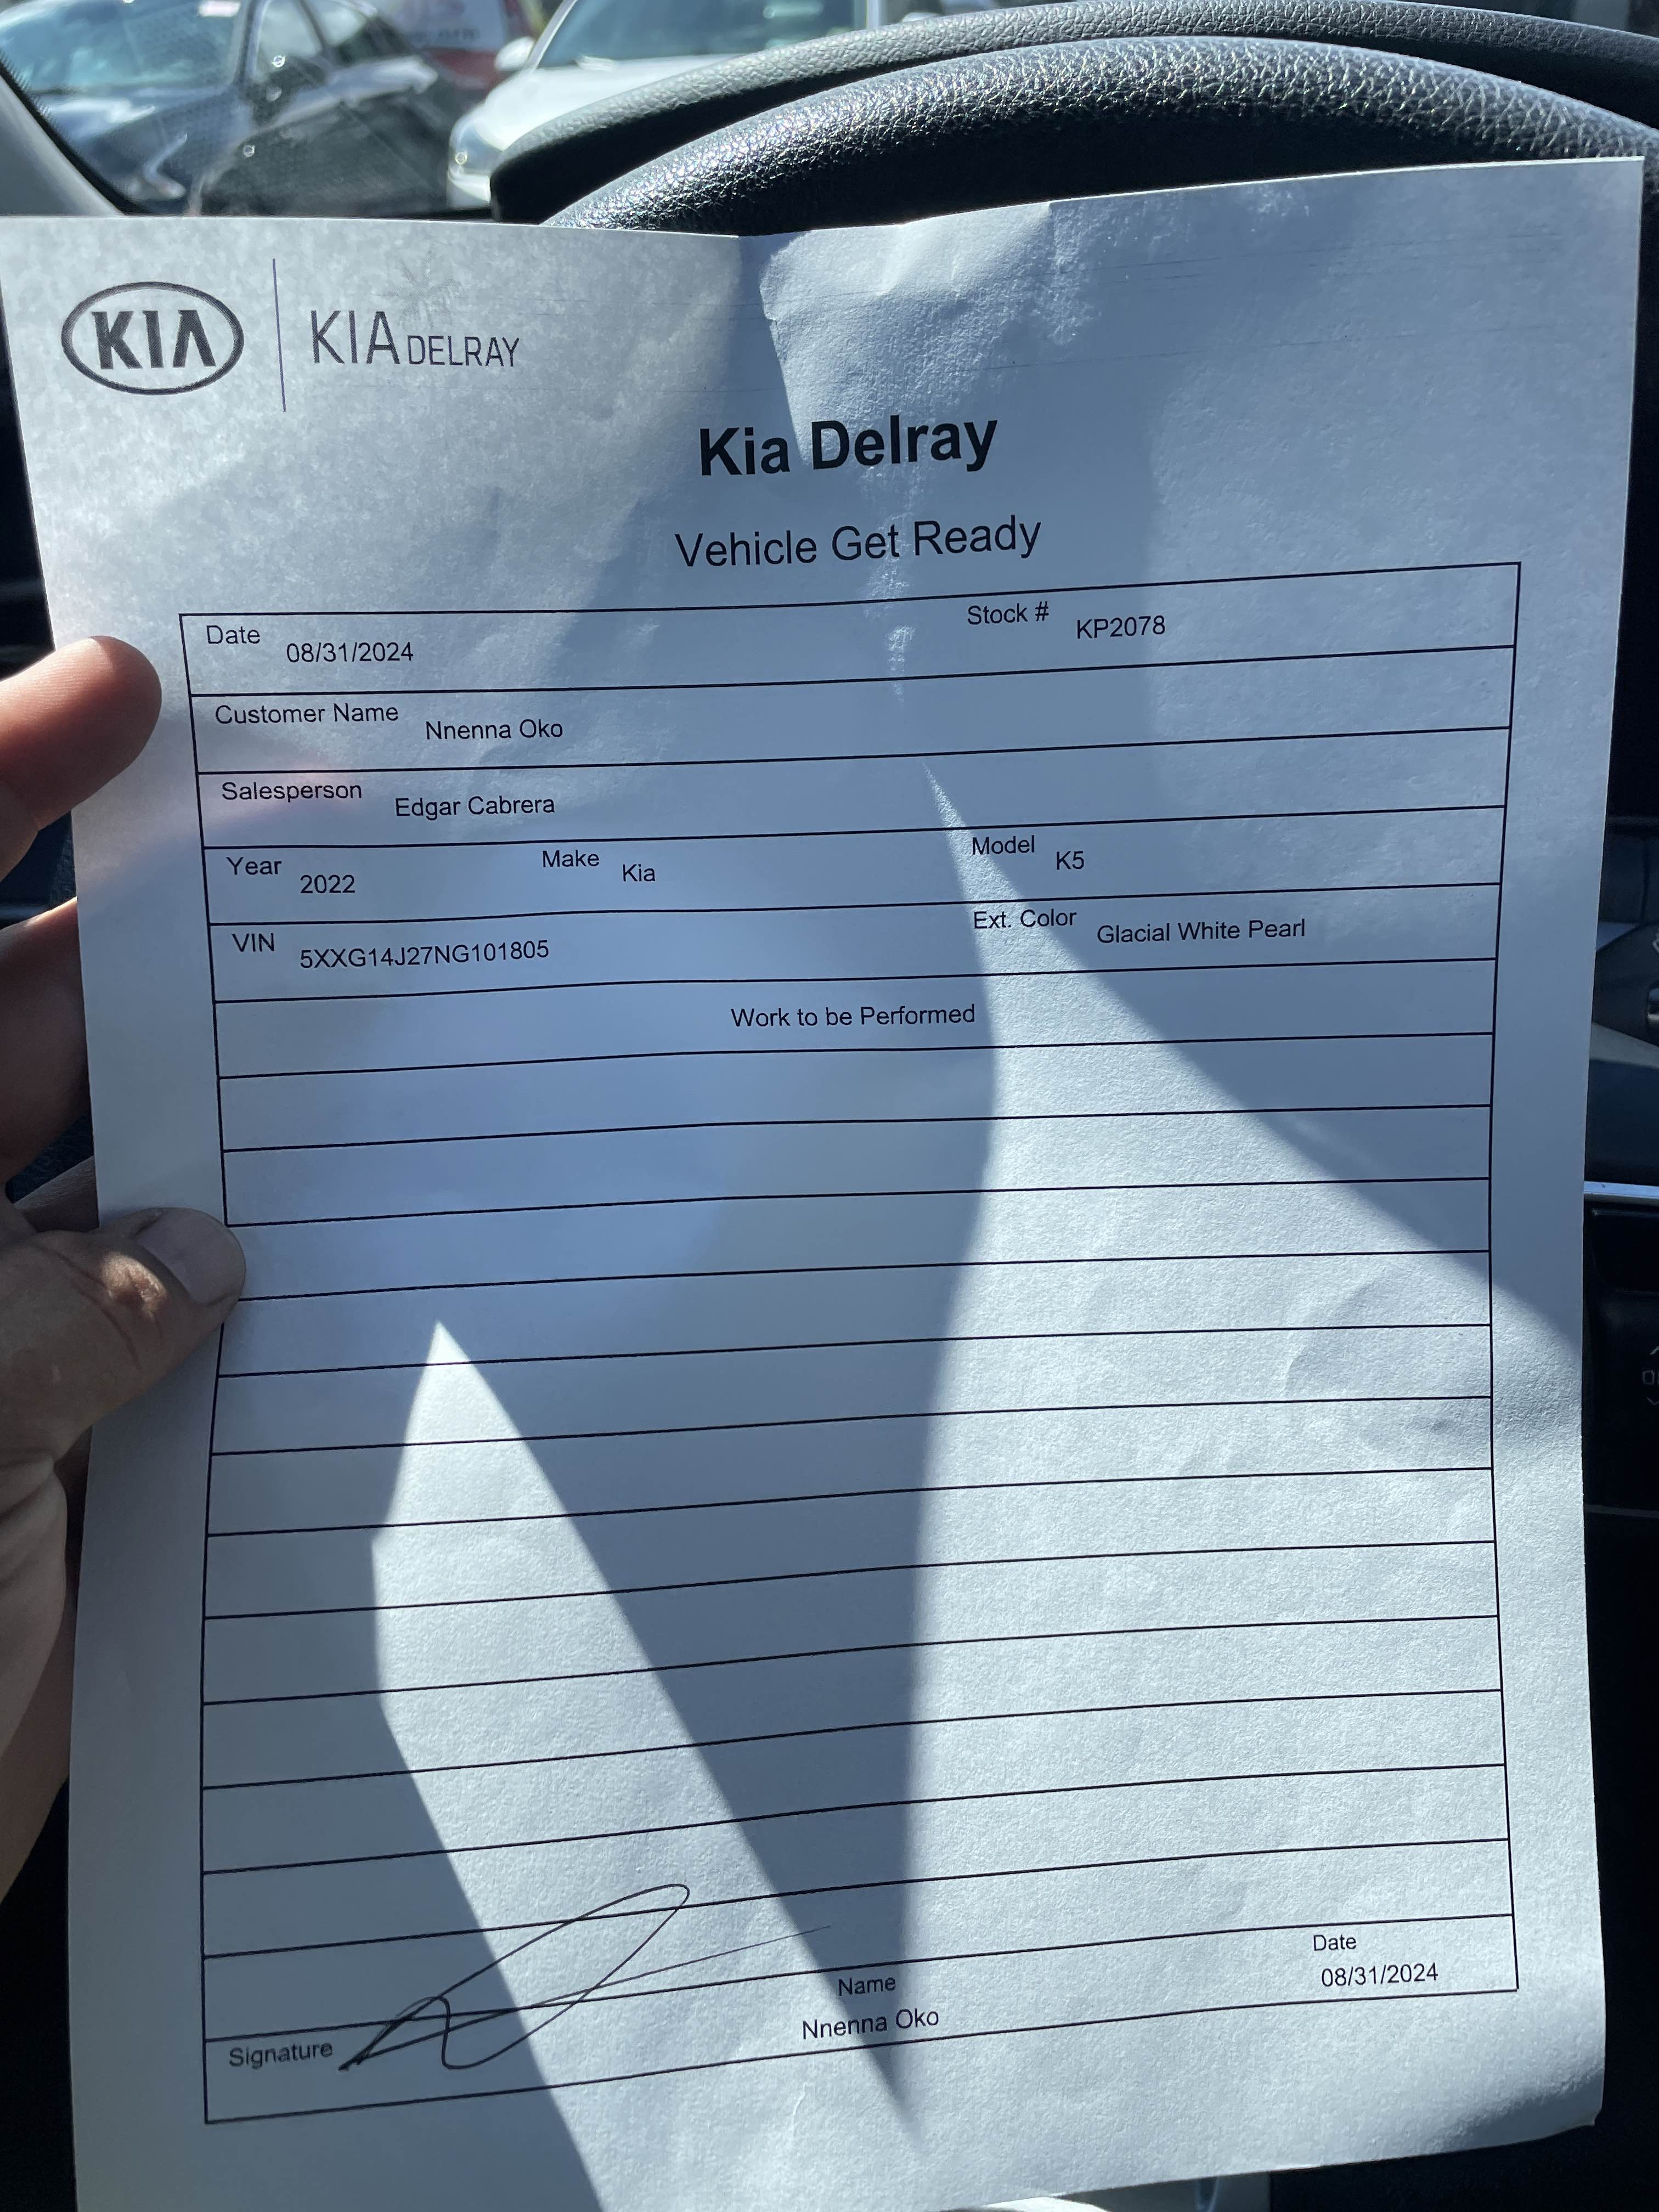 KIA KIA DELRAY
Kia Delray
Vehicle Get Ready
Date 08/31/2024 Stock # KP2078
Customer Name Nnenna Oko
Salesperson Edgar Cabrera
Year 2022 Make Kia Model K5
VIN 5XXG14J27NG101805 Ext. Color Glacial White Pearl
Work to be Performed
Signature Name Nnenna Oko Date 08/31/2024